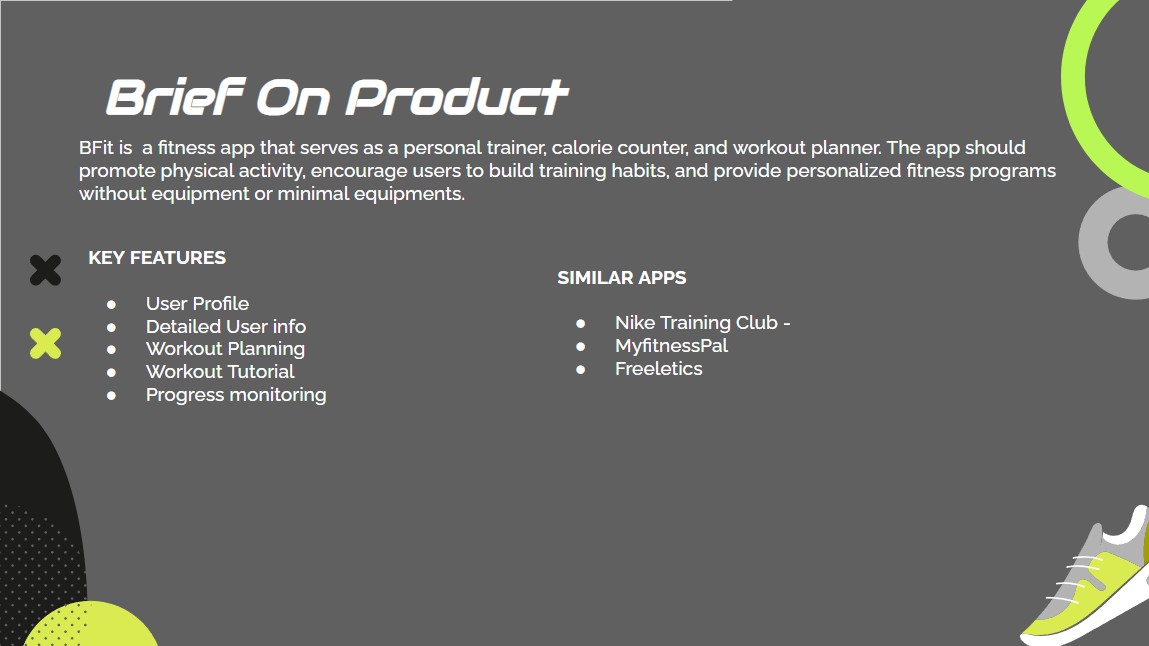 Brief On Product
BFit is  a fitness app that serves as a personal trainer, calorie counter, and workout planner. The app should
promote physical activity, encourage users to build training habits, and provide personalized fitness programs
without equipment or minimal equipments.
KEY FEATURES
● User Profile
● Detailed User info
● Workout Planning
● Workout Tutorial
● Progress monitoring
SIMILAR APPS
● Nike Training Club -
● MyfitnessPal
● Freeletics